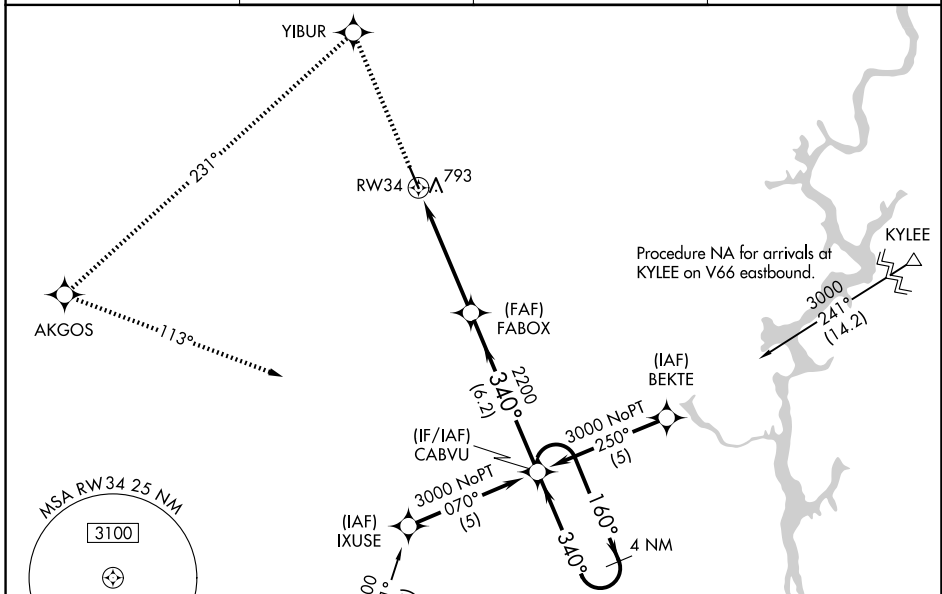 YIBUR
231°
RW34
793
Procedure NA for arrivals at
KYLEE on V66 eastbound.
KYLEE
3000
241°
(14.2)
AKGOS
113°
(FAF)
FABOX
2200
340°
(6.2)
(IAF)
BEKTE
3000 NoPT
250°
(5)
(IF/IAF)
CABVU
3000 NoPT
070°
(5)
(IAF)
IXUSE
160°
340°
4 NM
MSA RW34 25 NM
3100